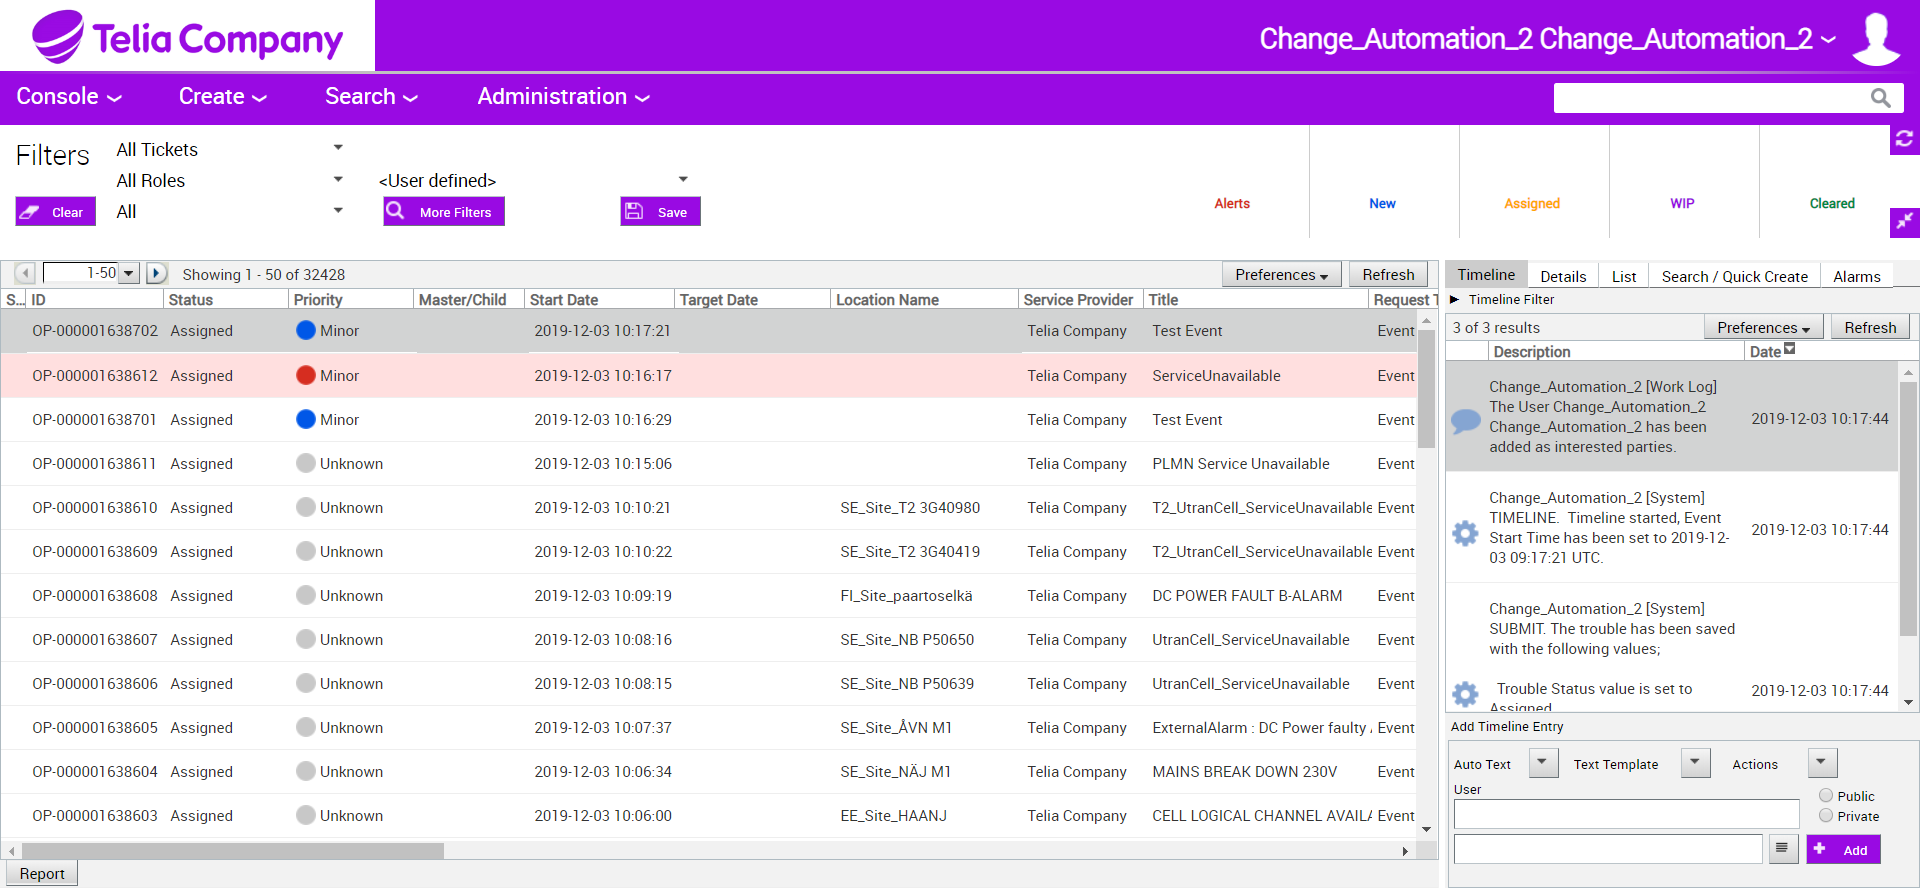 Telia Company
Change_Automation_2 Change_Automation_2
Console Create Search Administration
Filters
All Tickets
All Roles
<User defined>
Clear
All
More Filters
Save
Alerts New Assigned WIP Cleared
1-50 Showing 1 - 50 of 32428 Preferences Refresh
S... ID Status Priority Master/Child Start Date Target Date Location Name Service Provider Title Request T
OP-000001638702 Assigned Minor 2019-12-03 10:17:21 Telia Company Test Event Event
OP-000001638612 Assigned Minor 2019-12-03 10:16:17 Telia Company ServiceUnavailable Event
OP-000001638701 Assigned Minor 2019-12-03 10:16:29 Telia Company Test Event Event
OP-000001638611 Assigned Unknown 2019-12-03 10:15:06 Telia Company PLMN Service Unavailable Event
OP-000001638610 Assigned Unknown 2019-12-03 10:10:21 SE_Site_T2 3G40980 Telia Company T2_UtranCell_ServiceUnavailable Event
OP-000001638609 Assigned Unknown 2019-12-03 10:10:22 SE_Site_T2 3G40419 Telia Company T2_UtranCell_ServiceUnavailable Event
OP-000001638608 Assigned Unknown 2019-12-03 10:09:19 FI_Site_paartoselkä Telia Company DC POWER FAULT B-ALARM Event
OP-000001638607 Assigned Unknown 2019-12-03 10:08:16 SE_Site_NB P50650 Telia Company UtranCell_ServiceUnavailable Event
OP-000001638606 Assigned Unknown 2019-12-03 10:08:15 SE_Site_NB P50639 Telia Company UtranCell_ServiceUnavailable Event
OP-000001638605 Assigned Unknown 2019-12-03 10:07:37 SE_Site_ÅVN M1 Telia Company ExternalAlarm : DC Power faulty Event
OP-000001638604 Assigned Unknown 2019-12-03 10:06:34 SE_Site_NÄJ M1 Telia Company MAINS BREAK DOWN 230V Event
OP-000001638603 Assigned Unknown 2019-12-03 10:06:00 EE_Site_HAANJ Telia Company CELL LOGICAL CHANNEL AVAILA Event
Report
Timeline Details List Search / Quick Create Alarms
Timeline Filter
3 of 3 results Preferences Refresh
Description Date
Change_Automation_2 [Work Log]
The User Change_Automation_2
Change_Automation_2 has been
added as interested parties.
2019-12-03 10:17:44
Change_Automation_2 [System]
TIMELINE.  Timeline started, Event
Start Time has been set to 2019-12-
03 09:17:21 UTC.
2019-12-03 10:17:44
Change_Automation_2 [System]
SUBMIT. The trouble has been saved
with the following values;
Trouble Status value is set to
Assigned
2019-12-03 10:17:44
Add Timeline Entry
Auto Text Text Template Actions
User
Public
Private
Add